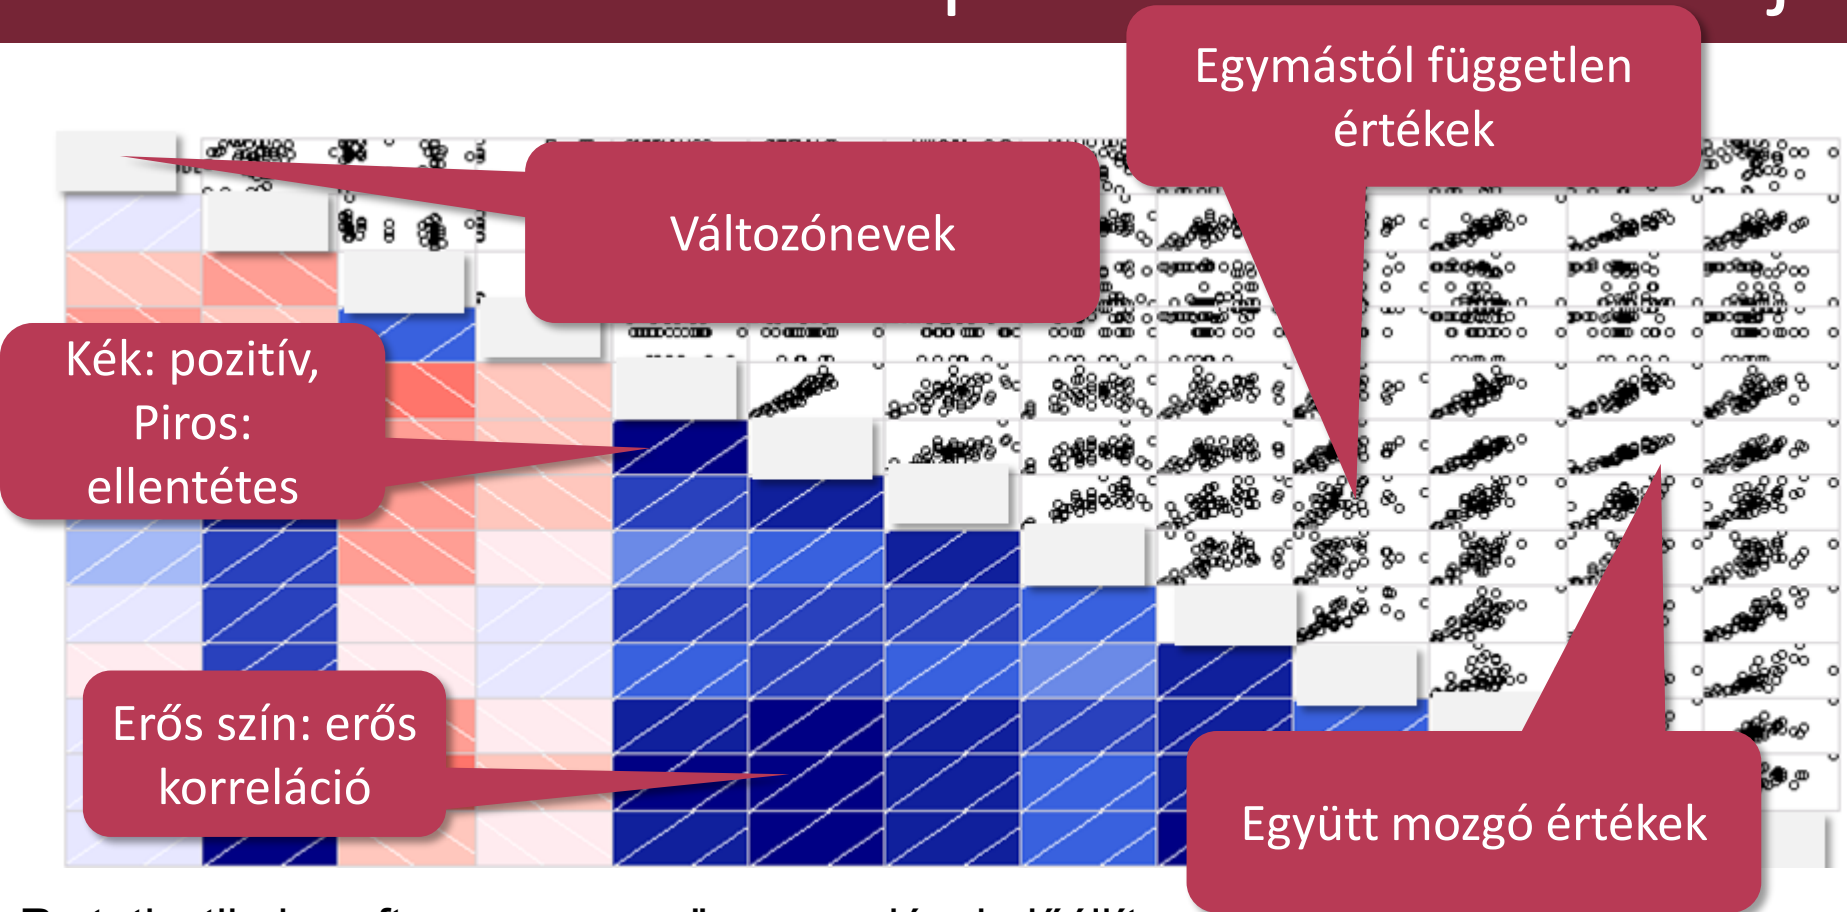 Egymástól független
értékek
Változónevek
Kék: pozitív,
Piros:
ellentétes
Erős szín: erős
korreláció
Együtt mozgó értékek